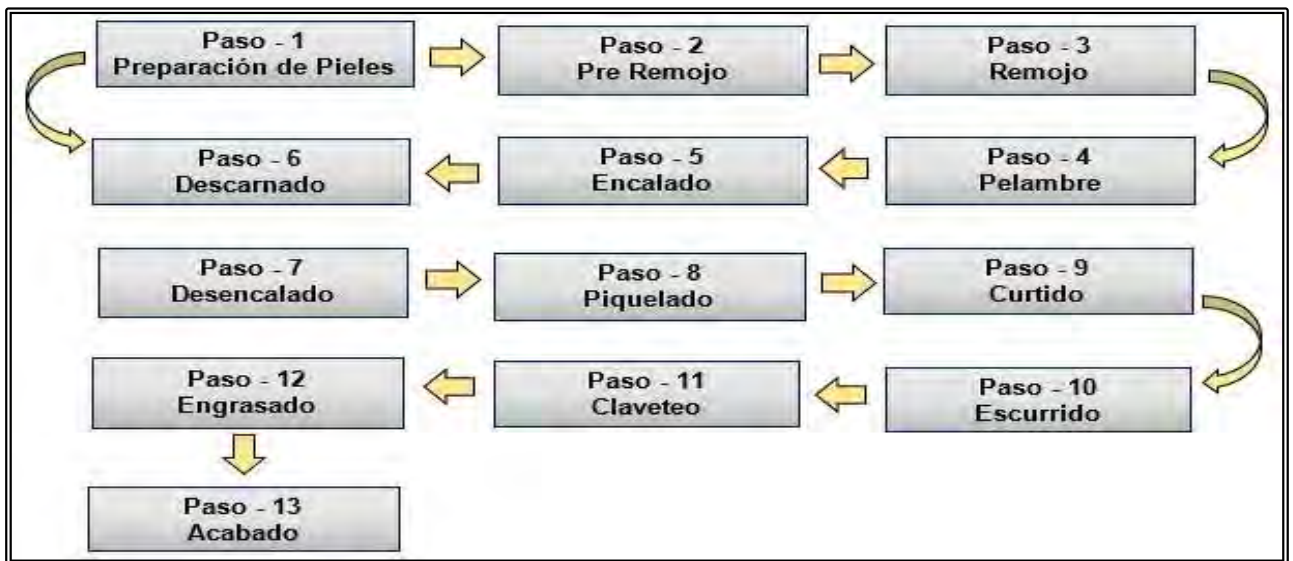 Paso - 1
Preparación de Pieles
Paso - 2
Pre Remojo
Paso - 3
Remojo
Paso - 4
Pelambre
Paso - 5
Encalado
Paso - 6
Descarnado
Paso - 7
Desencalado
Paso - 8
Piquelado
Paso - 9
Curtido
Paso - 10
Escurrido
Paso - 11
Claveteo
Paso - 12
Engrasado
Paso - 13
Acabado